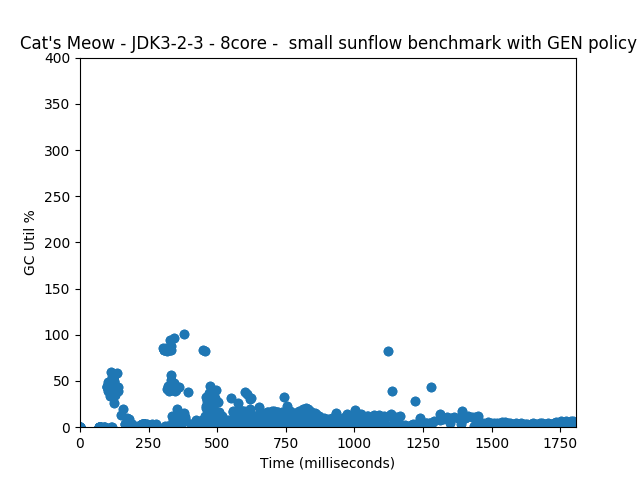 Cat's Meow - JDK3-2-3 - 8core -  small sunflow benchmark with GEN policy
400
350
300
250
200
150
100
50
0
GC Util %
0 250 500 750 1000 1250 1500 1750
Time (milliseconds)